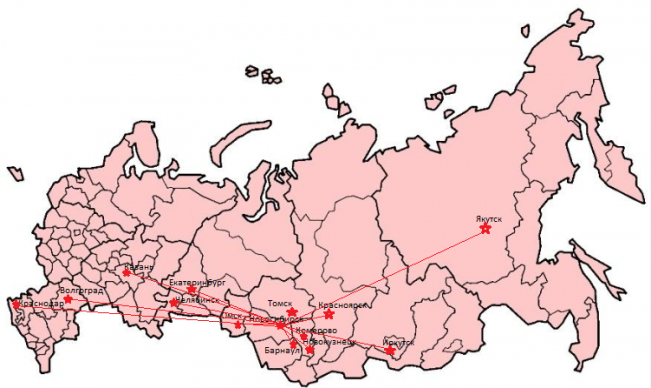 Якутск
Казань
Екатеринбург
Волгоград
Челябинск
Краснодар
Томск
Красноярск
Омск
Новосибирск
Кемерово
Новокузнецк
Барнаул
Иркутск